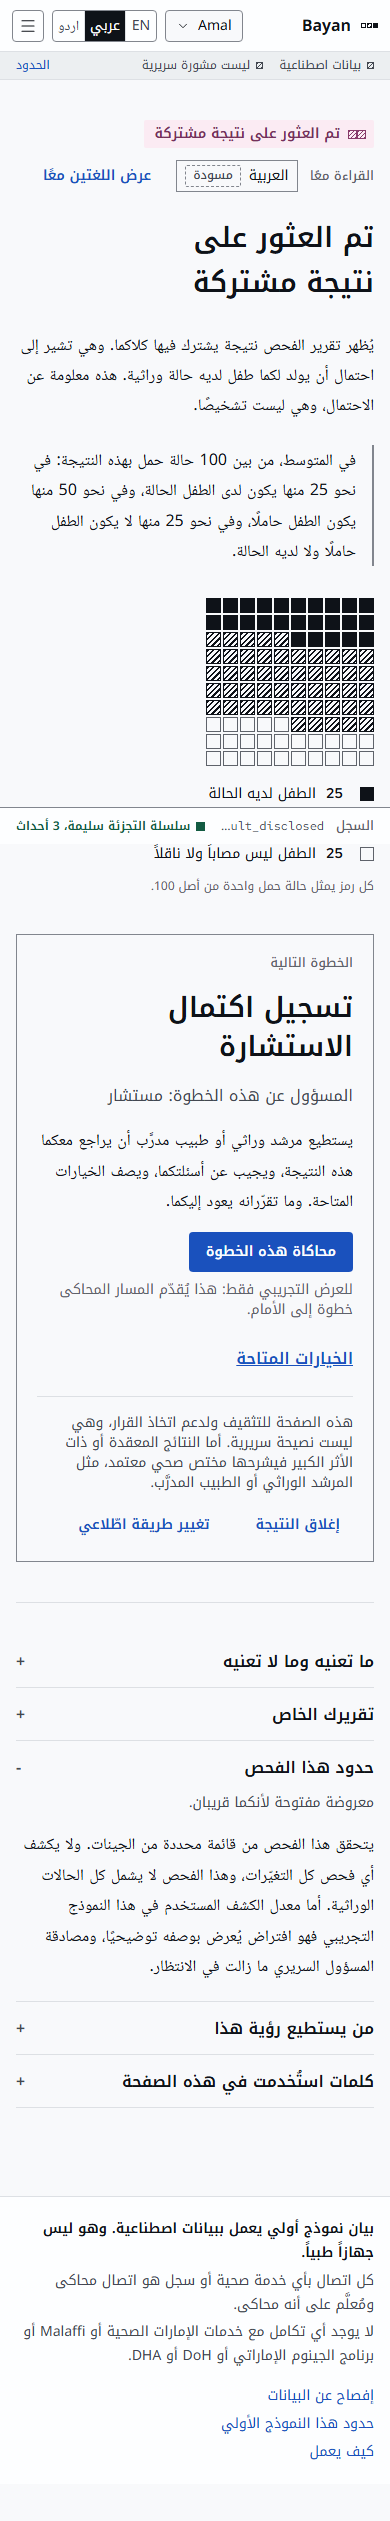 Bayan
Amal
EN
عربي
اردو
بيانات اصطناعية
ليست مشورة سريرية
الحدود
تم العثور على نتيجة مشتركة
القراءة معًا
العربية
مسودة
عرض اللغتين معًا
تم العثور على
نتيجة مشتركة
يُظهر تقرير الفحص نتيجة يشترك فيها كلاكما. وهي تشير إلى
احتمال أن يولد لكما طفل لديه حالة وراثية. هذه معلومة عن
الاحتمال، وهي ليست تشخيصًا.
في المتوسط، من بين 100 حالة حمل بهذه النتيجة: في
نحو 25 منها يكون لدى الطفل الحالة، وفي نحو 50 منها
يكون الطفل حاملًا، وفي نحو 25 منها لا يكون الطفل
حاملًا ولا لديه الحالة.
25 الطفل لديه الحالة
السجل
...ult_disclosed
سلسلة التجزئة سليمة، 3 أحداث
25 الطفل ليس مصاباً ولا ناقلاً
كل رمز يمثل حالة حمل واحدة من أصل 100.
الخطوة التالية
تسجيل اكتمال
الاستشارة
المسؤول عن هذه الخطوة: مستشار
يستطيع مرشد وراثي أو طبيب مدرَّب أن يراجع معكما
هذه النتيجة، ويجيب عن أسئلتكما، ويصف الخيارات
المتاحة. وما تقرّرانه يعود إليكما.
محاكاة هذه الخطوة
للعرض التجريبي فقط: هذا يُقدّم المسار المحاكى
خطوة إلى الأمام.
الخيارات المتاحة
هذه الصفحة للتثقيف ولدعم اتخاذ القرار، وهي
ليست نصيحة سريرية. أما النتائج المعقدة أو ذات
الأثر الكبير فيشرحها مختص صحي معتمد، مثل
المرشد الوراثي أو الطبيب المدرَّب.
إغلاق النتيجة
تغيير طريقة اطّلاعي
ما تعنيه وما لا تعنيه +
تقريرك الخاص +
حدود هذا الفحص -
معروضة مفتوحة لأنكما قريبان.
يتحقق هذا الفحص من قائمة محددة من الجينات. ولا يكشف
أي فحص كل التغيّرات، وهذا الفحص لا يشمل كل الحالات
الوراثية. أما معدل الكشف المستخدم في هذا النموذج
التجريبي فهو افتراض يُعرض بوصفه توضيحيًا، ومصادقة
المسؤول السريري ما زالت في الانتظار.
من يستطيع رؤية هذا +
كلمات استُخدمت في هذه الصفحة +
بيان نموذج أولي يعمل ببيانات اصطناعية. وهو ليس
جهازاً طبياً.
كل اتصال بأي خدمة صحية أو سجل هو اتصال محاكى
ومُعلَّم على أنه محاكى.
لا يوجد أي تكامل مع خدمات الإمارات الصحية أو Malaffi أو
برنامج الجينوم الإماراتي أو DoH أو DHA.
إفصاح عن البيانات
حدود هذا النموذج الأولي
كيف يعمل